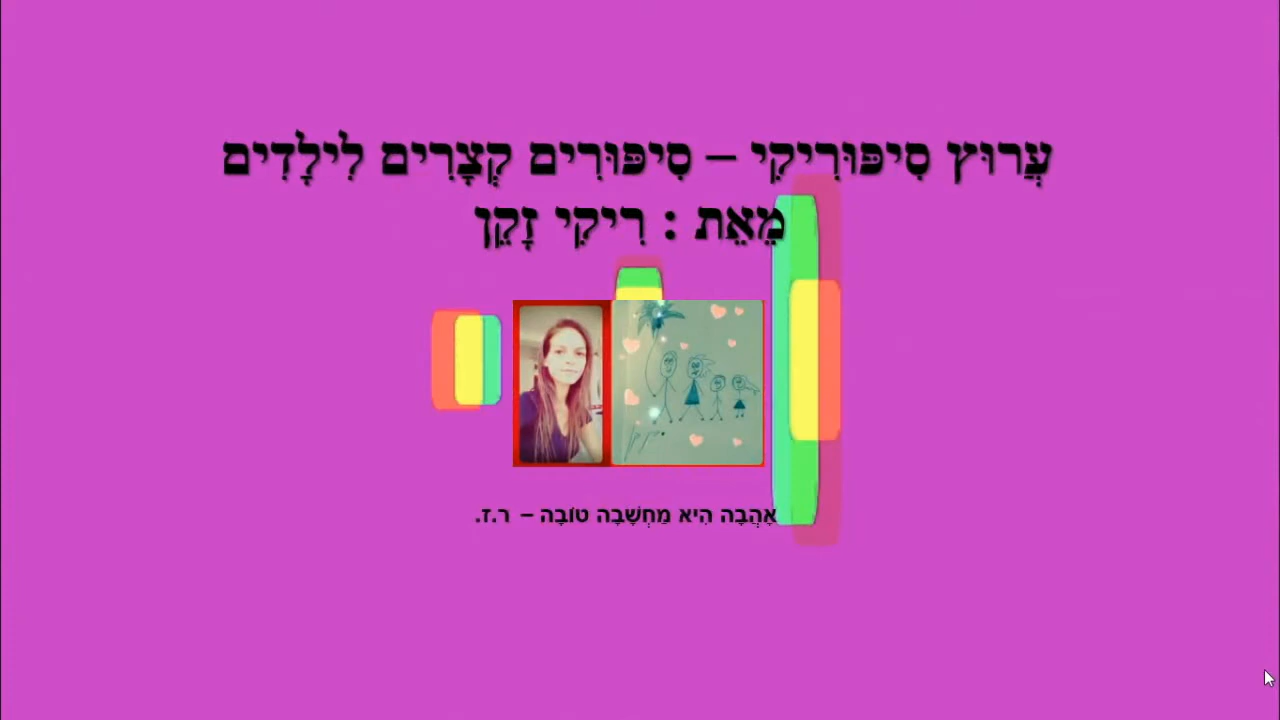 עֲרוּץ סִיפּוּרִיקִי – סִיפּוּרִים קְצָרִים לִילָדִים
מֵאֵת : רִיקִי זָקֵן
אָהֲבָה הִיא מַחְשָׁבָה טוֹבָה – ר.ז.